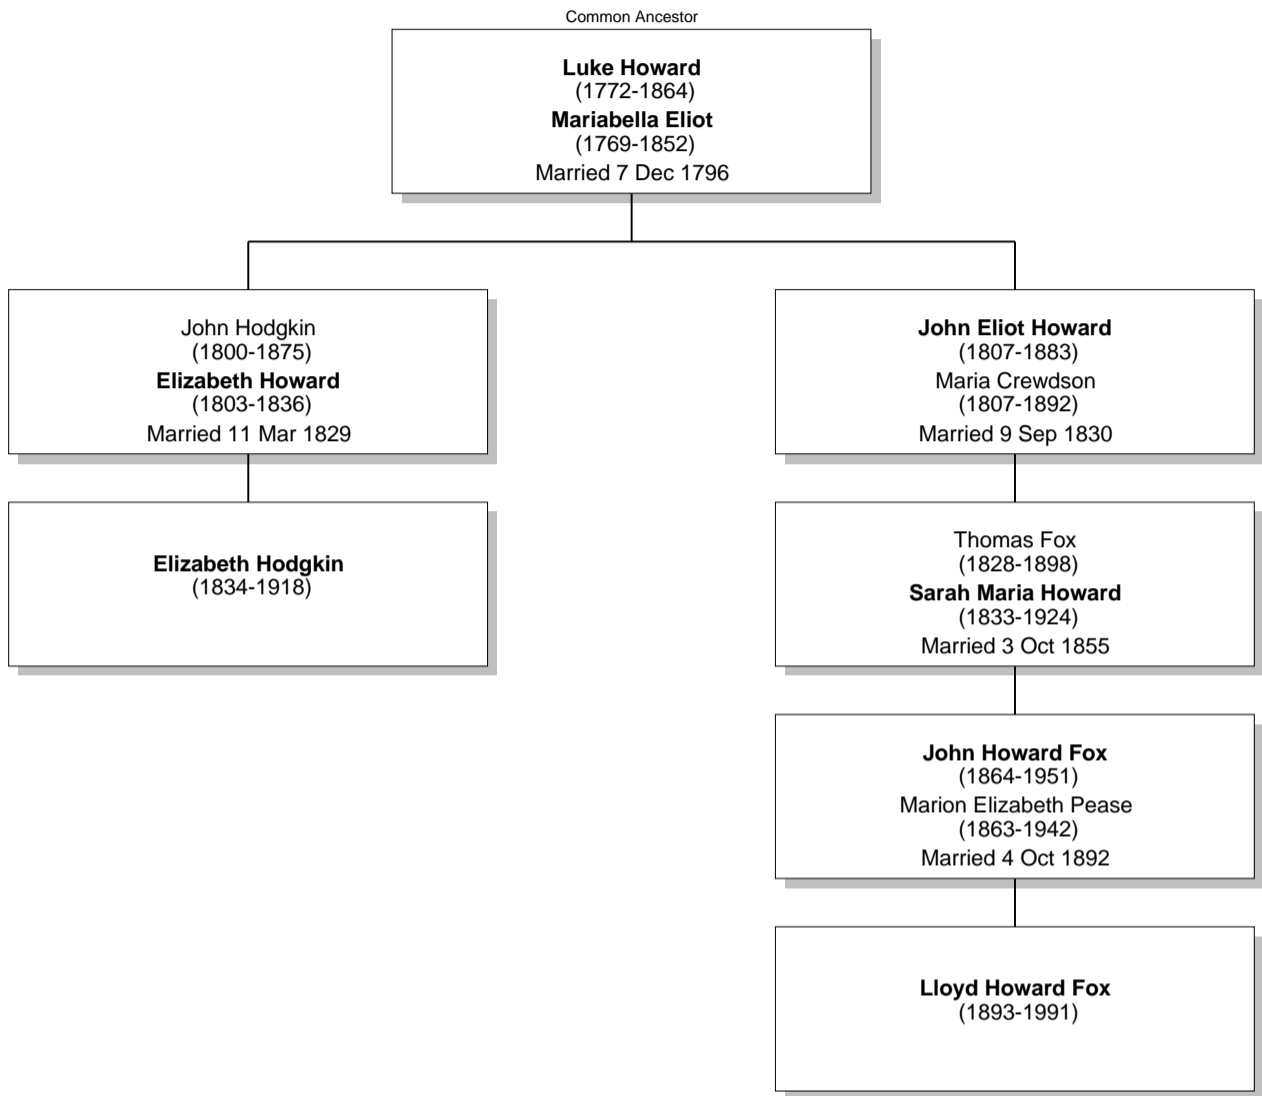 Common Ancestor
Luke Howard
(1772-1864)
Mariabella Eliot
(1769-1852)
Married 7 Dec 1796
John Hodgkin
(1800-1875)
Elizabeth Howard
(1803-1836)
Married 11 Mar 1829
John Eliot Howard
(1807-1883)
Maria Crewdson
(1807-1892)
Married 9 Sep 1830
Elizabeth Hodgkin
(1834-1918)
Thomas Fox
(1828-1898)
Sarah Maria Howard
(1833-1924)
Married 3 Oct 1855
John Howard Fox
(1864-1951)
Marion Elizabeth Pease
(1863-1942)
Married 4 Oct 1892
Lloyd Howard Fox
(1893-1991)